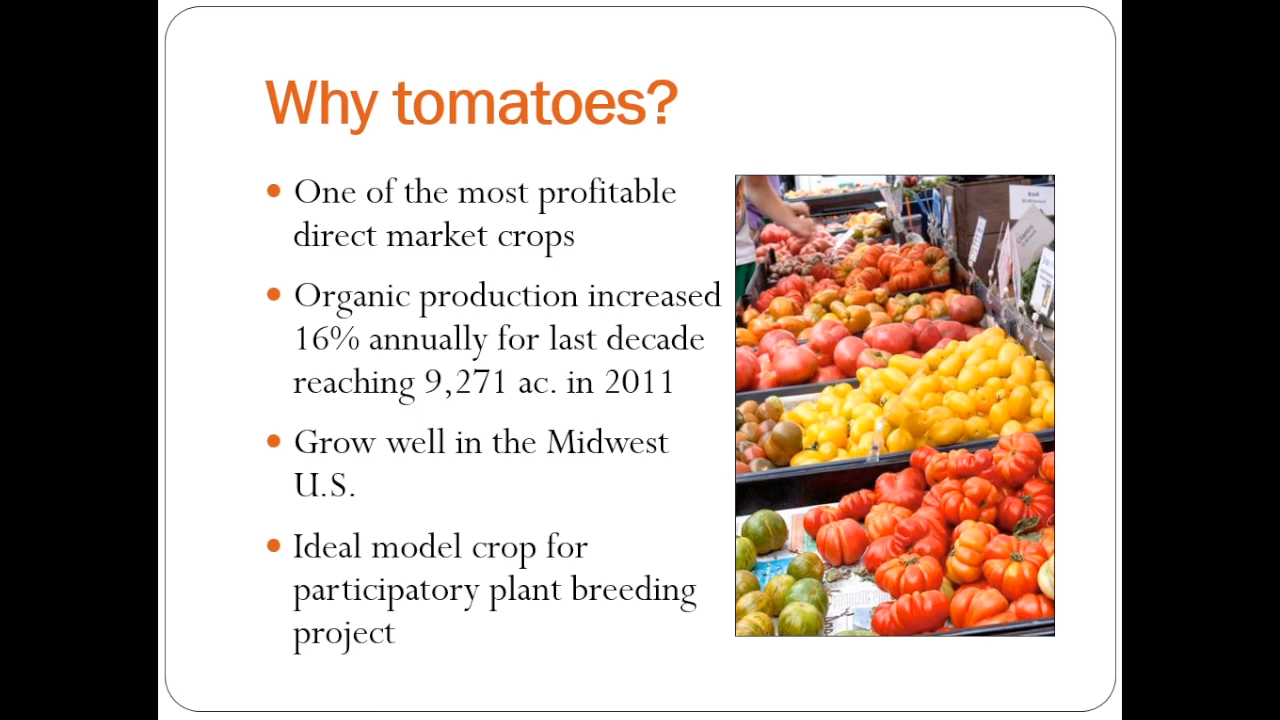 Why tomatoes?
One of the most profitable
direct market crops
Organic production increased
16% annually for last decade
reaching 9,271 ac. in 2011
Grow well in the Midwest
U.S.
Ideal model crop for
participatory plant breeding
project